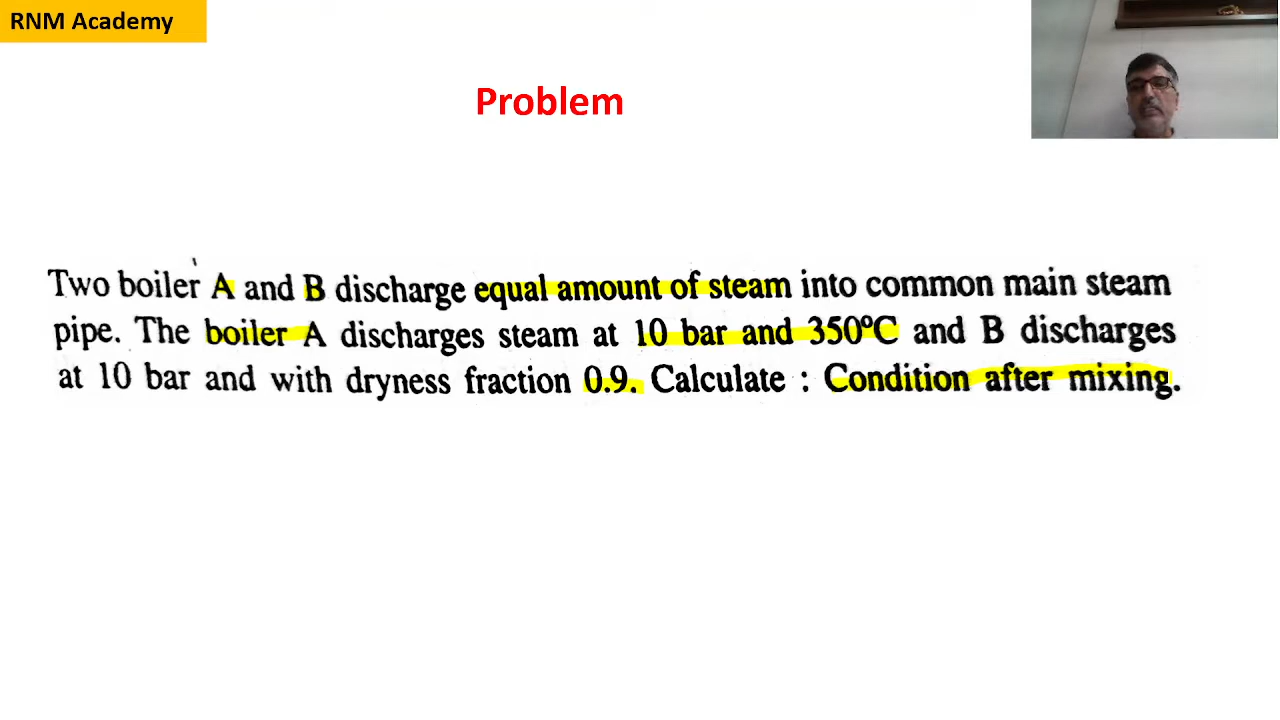 RNM Academy
Problem
Two boiler A and B discharge equal amount of steam into common main steam
pipe. The boiler A discharges steam at 10 bar and 350ºC and B discharges
at 10 bar and with dryness fraction 0.9. Calculate : Condition after mixing.